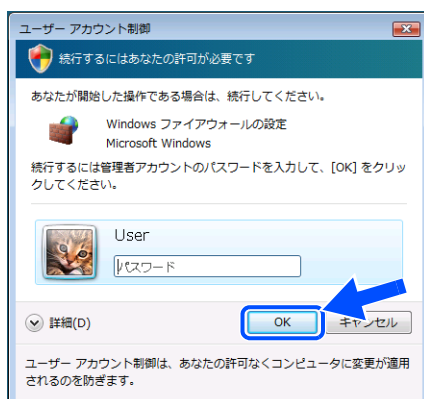 ユーザー アカウント制御
続行するにはあなたの許可が必要です
あなたが開始した操作である場合は、続行してください。
Windows ファイアウォールの設定
Microsoft Windows
続行するには管理者アカウントのパスワードを入力して、[OK] をクリッ
クしてください。
User
パスワード
詳細(D)
OK
キャンセル
ユーザー アカウント制御は、あなたの許可なくコンピュータに変更が適用
されるのを防ぎます。